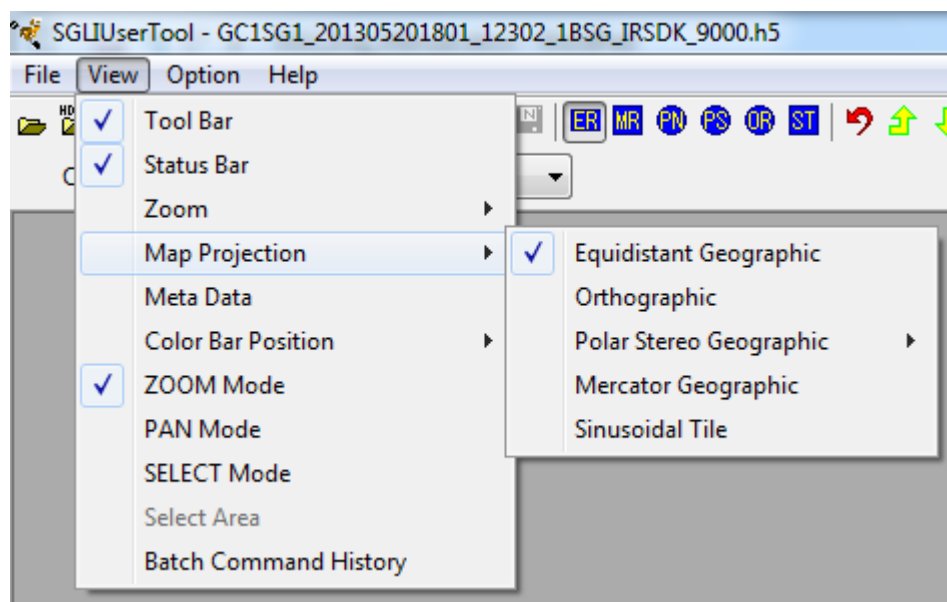 SGLIUserTool - GC1SG1_201305201801_12302_1BSG_IRSDK_9000.h5
File View Option Help
ER MR PN PS OR ST
Tool Bar
Status Bar
Zoom
Map Projection
Equidistant Geographic
Meta Data
Orthographic
Color Bar Position
Polar Stereo Geographic
ZOOM Mode
Mercator Geographic
PAN Mode
Sinusoidal Tile
SELECT Mode
Select Area
Batch Command History